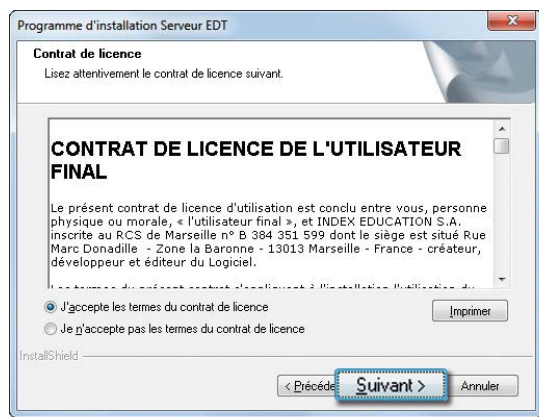 Programme d'installation Serveur EDT
Contrat de licence
Lisez attentivement le contrat de licence suivant.
CONTRAT DE LICENCE DE L'UTILISATEUR
FINAL
Le présent contrat de licence d'utilisation est conclu entre vous, personne
physique ou morale, « l'utilisateur final », et INDEX EDUCATION S.A.
inscrite au RCS de Marseille n° B 384 351 599 dont le siège est situé Rue
Marc Donadille - Zone la Baronne - 13013 Marseille - France - créateur,
développeur et éditeur du Logiciel.
J'accepte les termes du contrat de licence
Imprimer
Je n'accepte pas les termes du contrat de licence
InstallShield
< Précéde Suivant > Annuler